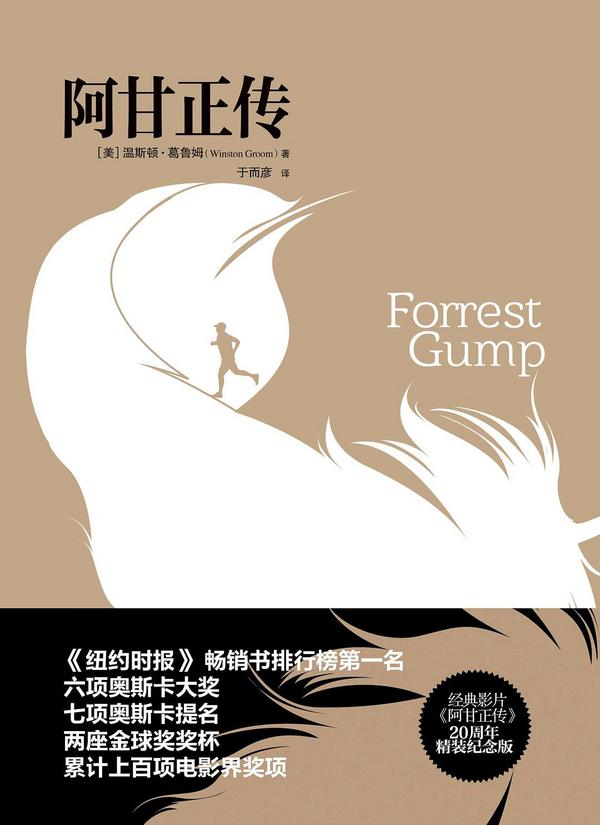 阿甘正传
［美］温斯顿·葛鲁姆（Winston Groom）著
于而彦 译
Forrest
Gump
《纽约时报》畅销书排行榜第一名
六项奥斯卡大奖
七项奥斯卡提名
两座金球奖奖杯
累计上百项电影界奖项
经典影片
《阿甘正传》
20周年
精装纪念版